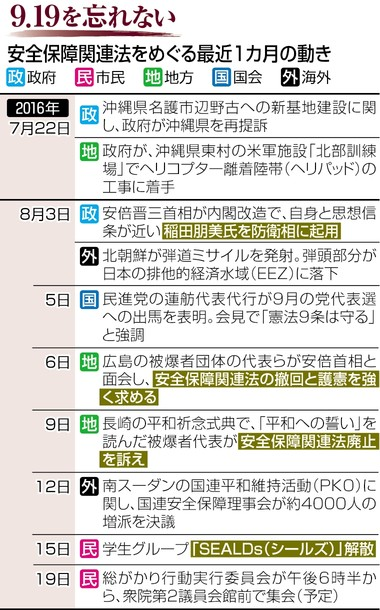 9.19を忘れない
安全保障関連法をめぐる最近1カ月の動き
政 政府 民 市民 地 地方 国 国会 外 海外
2016年
7月22日
政 沖縄県名護市辺野古への新基地建設に関
し、政府が沖縄県を再提訴
地 政府が、沖縄県東村の米軍施設「北部訓練
場」でヘリコプター離着陸帯(ヘリパッド)の
工事に着手
8月3日
政 安倍晋三首相が内閣改造で、自身と思想信
条が近い稲田朋美氏を防衛相に起用
外 北朝鮮が弾道ミサイルを発射。弾頭部分が
日本の排他的経済水域(EEZ)に落下
5日
国 民進党の蓮舫代表代行が9月の党代表選
への出馬を表明。会見で「憲法9条は守る」
と強調
6日
地 広島の被爆者団体の代表らが安倍首相と
面会し、安全保障関連法の撤回と護憲を強
く求める
9日
地 長崎の平和祈念式典で、「平和への誓い」を
読んだ被爆者代表が安全保障関連法廃止
を訴え
12日
外 南スーダンの国連平和維持活動(PKO)に
関し、国連安全保障理事会が約4000人の
増派を決議
15日
民 学生グループ「SEALDs(シールズ)」解散
19日
民 総がかり行動実行委員会が午後6時半か
ら、衆院第2議員会館前で集会(予定)